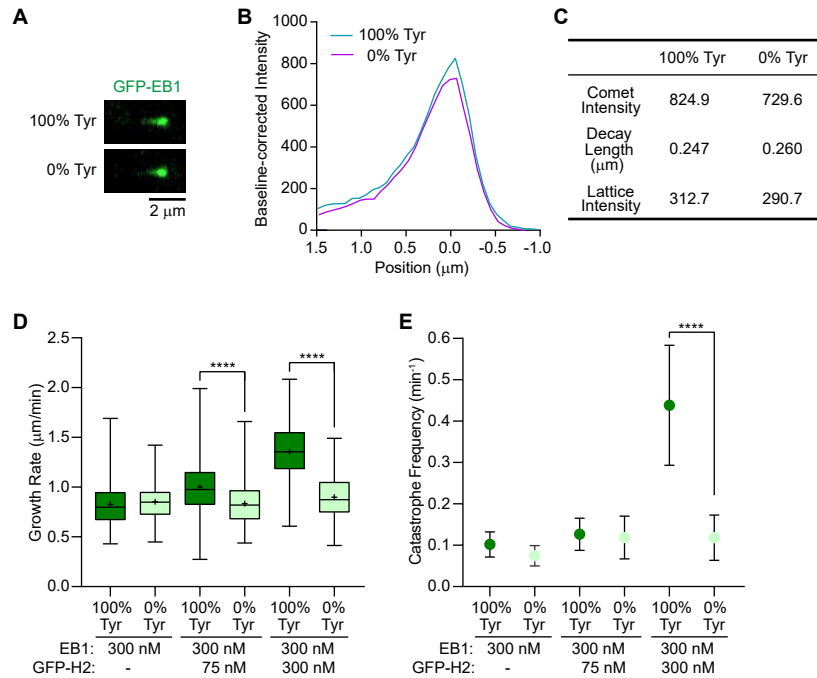 A
GFP-EB1
100% Tyr
0% Tyr
2 μm
B
Baseline-corrected Intensity
1000
800
600
400
200
0
1.5
1.0
0.5
0.0
-0.5
-1.0
Position (μm)
100% Tyr
0% Tyr
C
100% Tyr 0% Tyr
Comet
Intensity
824.9 729.6
Decay
Length
(μm)
0.247 0.260
Lattice
Intensity
312.7 290.7
D
Growth Rate (μm/min)
2.5
2.0
1.5
1.0
0.5
0.0
**** ****
100% 0% 100% 0% 100% 0%
Tyr Tyr Tyr Tyr Tyr Tyr
EB1: 300 nM 300 nM 300 nM
GFP-H2: - 75 nM 300 nM
E
Catastrophe Frequency (min⁻¹)
0.6
0.5
0.4
0.3
0.2
0.1
0.0
****
100% 0% 100% 0% 100% 0%
Tyr Tyr Tyr Tyr Tyr Tyr
EB1: 300 nM 300 nM 300 nM
GFP-H2: - 75 nM 300 nM